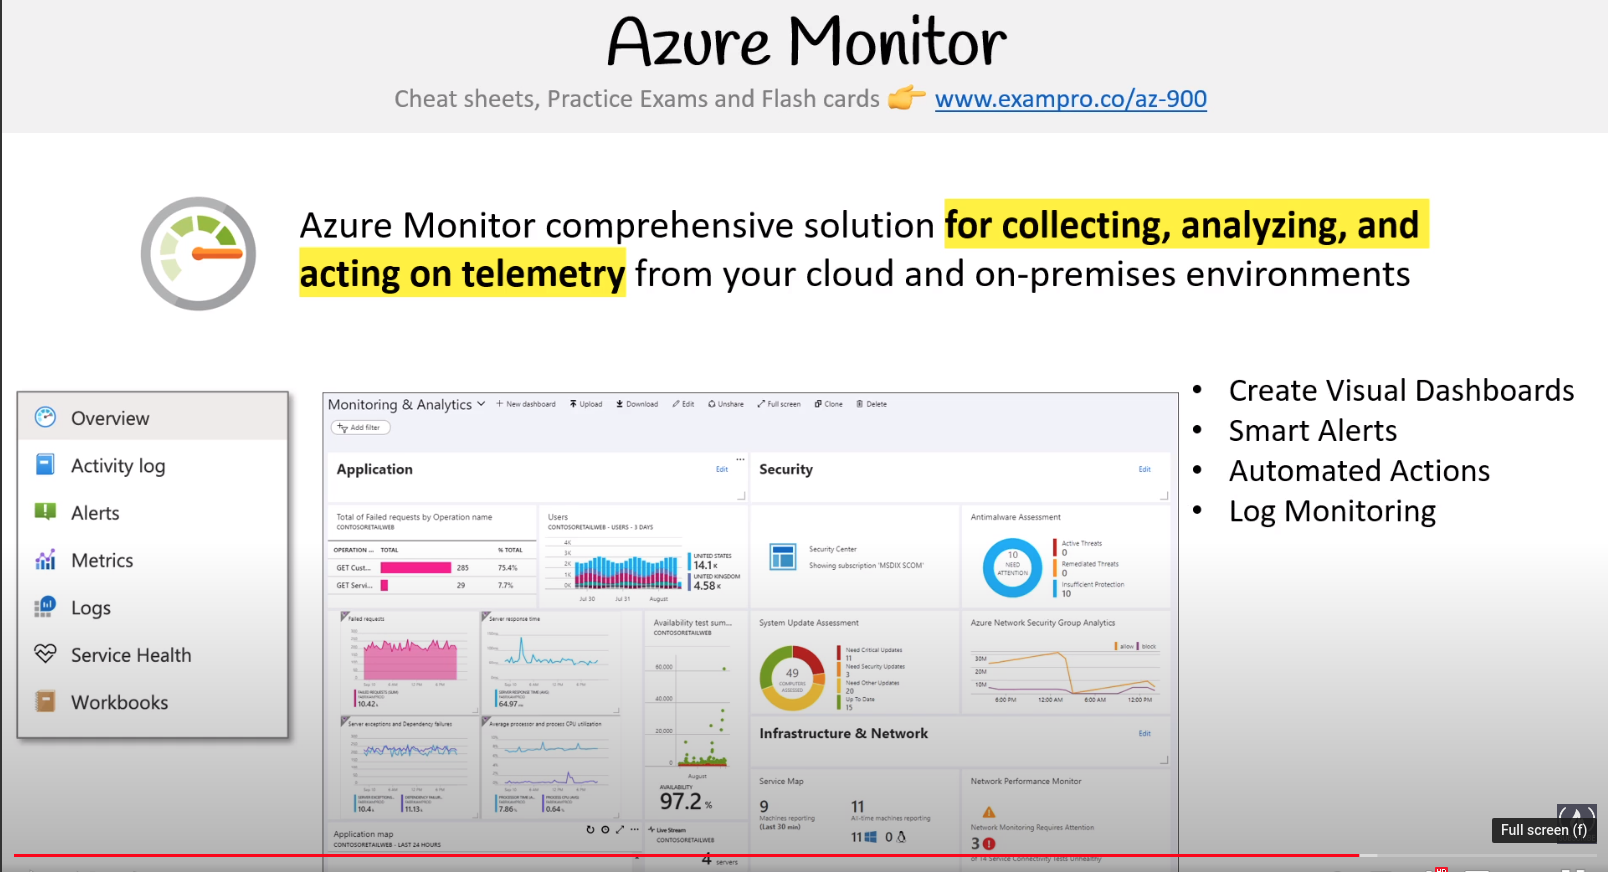 Azure Monitor
Cheat sheets, Practice Exams and Flash cards 👉 www.exampro.co/az-900
Azure Monitor comprehensive solution for collecting, analyzing, and
acting on telemetry from your cloud and on-premises environments
Overview
Activity log
Alerts
Metrics
Logs
Service Health
Workbooks
Monitoring & Analytics
New dashboard
Upload
Download
Edit
Unshare
Full screen
Clone
Delete
Add filter
Application
Edit
Total of Failed requests by Operation name
CONTOSORETAILWEB
OPERATION ... TOTAL % TOTAL
GET Cust... 285 75.4%
GET Servi... 29 7.7%
Users
CONTOSORETAILWEB - USERS - 3 DAYS
4K
3K
2K
1K
0K
Jul 30 Jul 31 August
UNITED STATES
14.1K
UNITED KINGDOM
4.58K
Failed requests
10.42
Server response time
64.97
Server exceptions and Dependency failures
10.4
11.13
Average processor and process CPU utilization
7.86
0.64
Availability test sum...
CONTOSORETAILWEB
60,000
40,000
20,000
0
August
AVAILABILITY
97.2 %
Application map
CONTOSORETAILWEB - LAST 24 HOURS
Live Stream
CONTOSORETAILWEB
4 servers
Security
Edit
Security Center
Showing subscription 'MSDIX SCOM'
Antimalware Assessment
10
NEED
ATTENTION
Active Threats
0
Remediated Threats
0
Insufficient Protection
10
System Update Assessment
49
COMPUTERS
ASSESSED
Need Critical Updates
11
Need Security Updates
3
Need Other Updates
20
Up To Date
15
Azure Network Security Group Analytics
allow block
30M
20M
10M
6:00 PM 12:00 AM 6:00 AM 12:00 PM
Infrastructure & Network
Edit
Service Map
9
Machines reporting
(Last 30 min)
11
All-time machines reporting
11 0
Network Performance Monitor
Network Monitoring Requires Attention
3
of 14 Service Connectivity Tests Unhealthy
• Create Visual Dashboards
• Smart Alerts
• Automated Actions
• Log Monitoring
Full screen (f)
HD